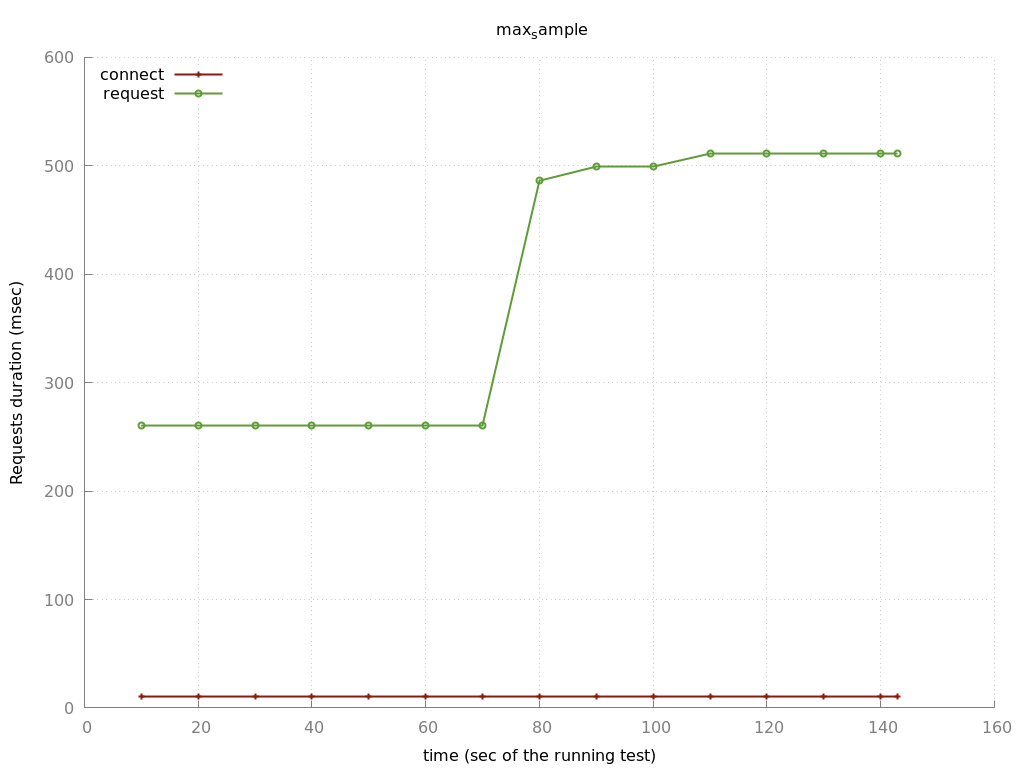 max_sample
600
connect
request
500
400
300
200
100
0
Requests duration (msec)
0 20 40 60 80 100 120 140 160
time (sec of the running test)